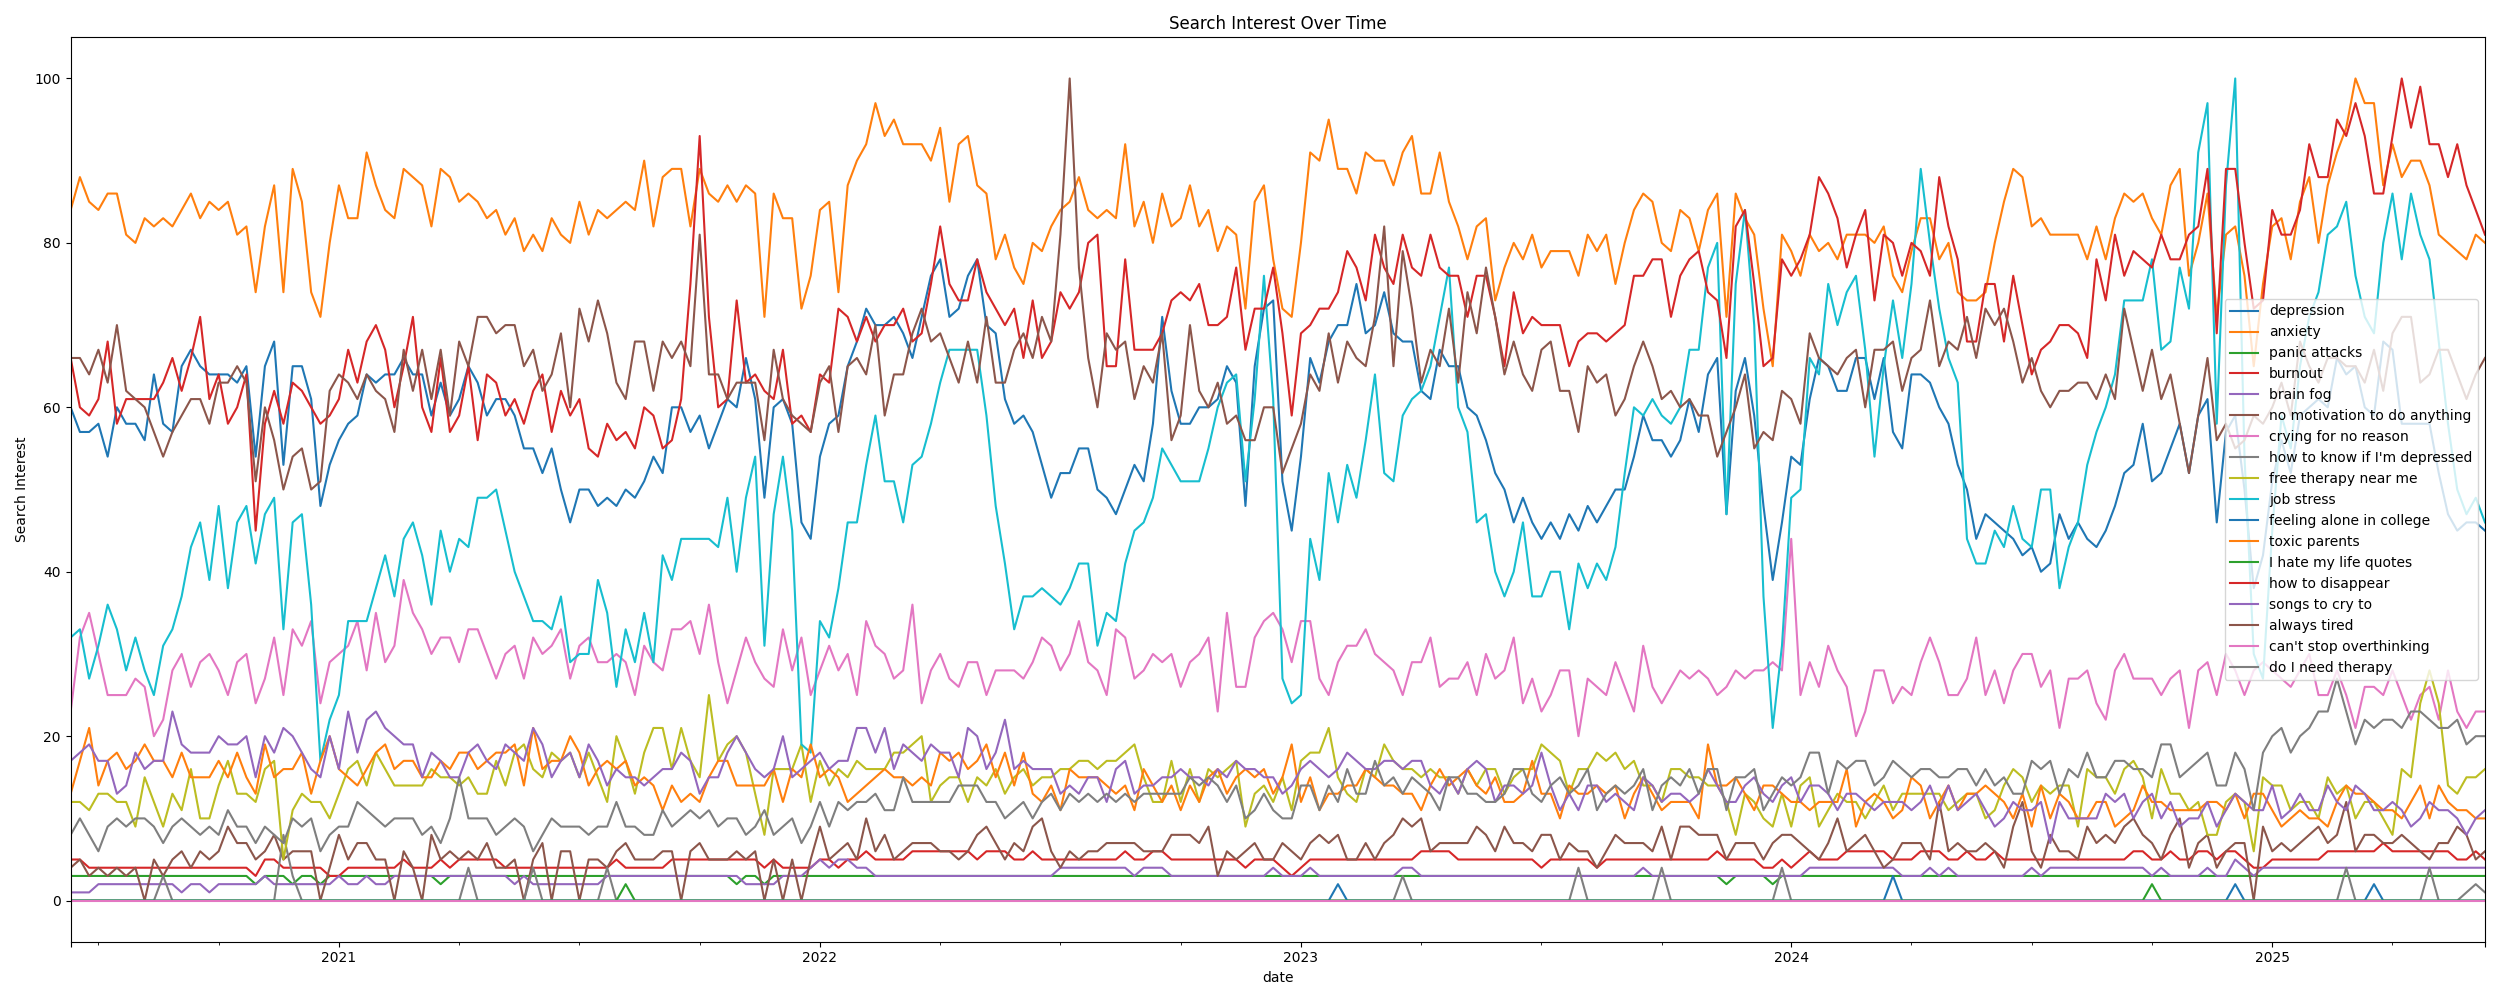 Search Interest Over Time
100
80
60
40
20
0
Search Interest
depression
anxiety
panic attacks
burnout
brain fog
no motivation to do anything
crying for no reason
how to know if I'm depressed
free therapy near me
job stress
feeling alone in college
toxic parents
I hate my life quotes
how to disappear
songs to cry to
always tired
can't stop overthinking
do I need therapy
2021 2022 2023 2024 2025
date